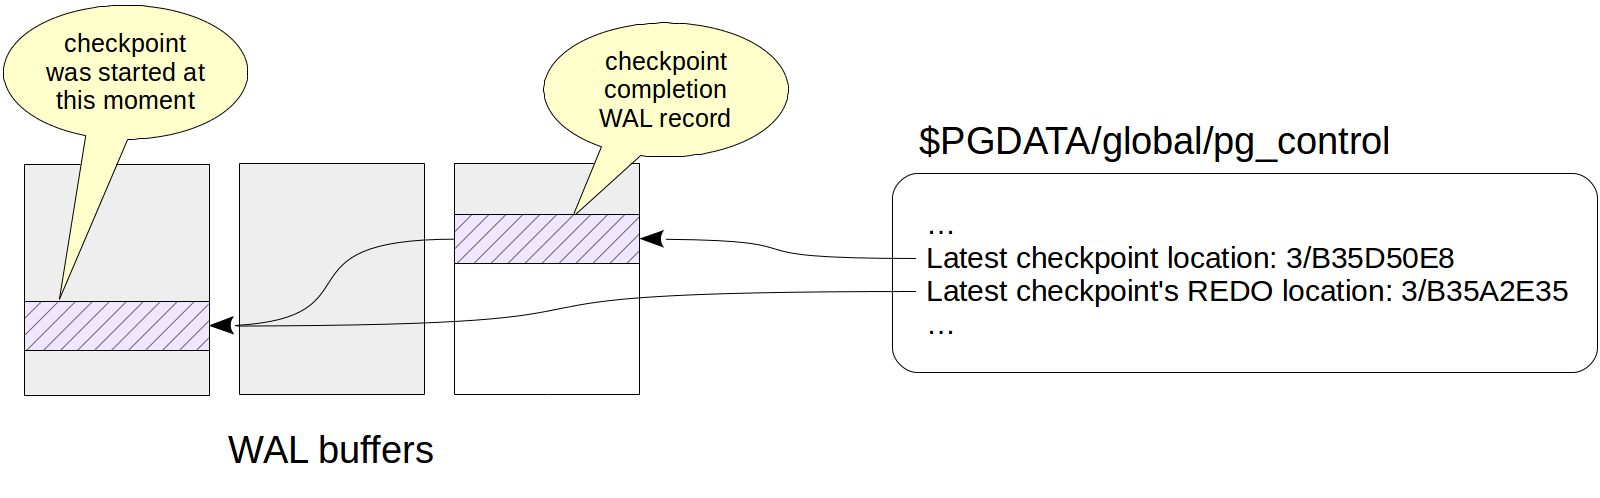 checkpoint
was started at
this moment
checkpoint
completion
WAL record
$PGDATA/global/pg_control
...
Latest checkpoint location: 3/B35D50E8
Latest checkpoint's REDO location: 3/B35A2E35
...
WAL buffers